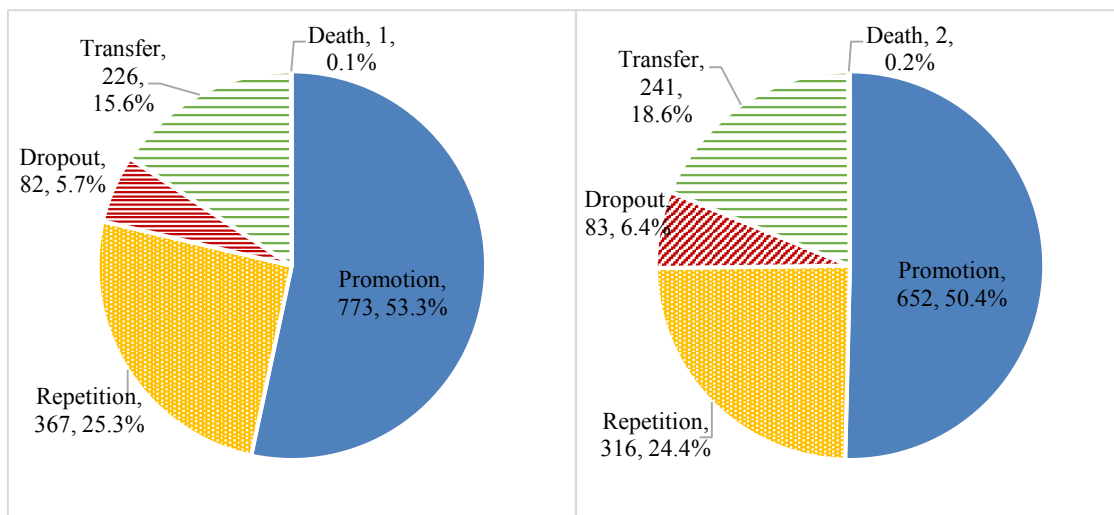 Death, 1,
0.1%
Transfer,
226,
15.6%
Dropout,
82, 5.7%
Promotion,
773, 53.3%
Repetition,
367, 25.3%
Death, 2,
0.2%
Transfer,
241,
18.6%
Dropout,
83, 6.4%
Promotion,
652, 50.4%
Repetition,
316, 24.4%